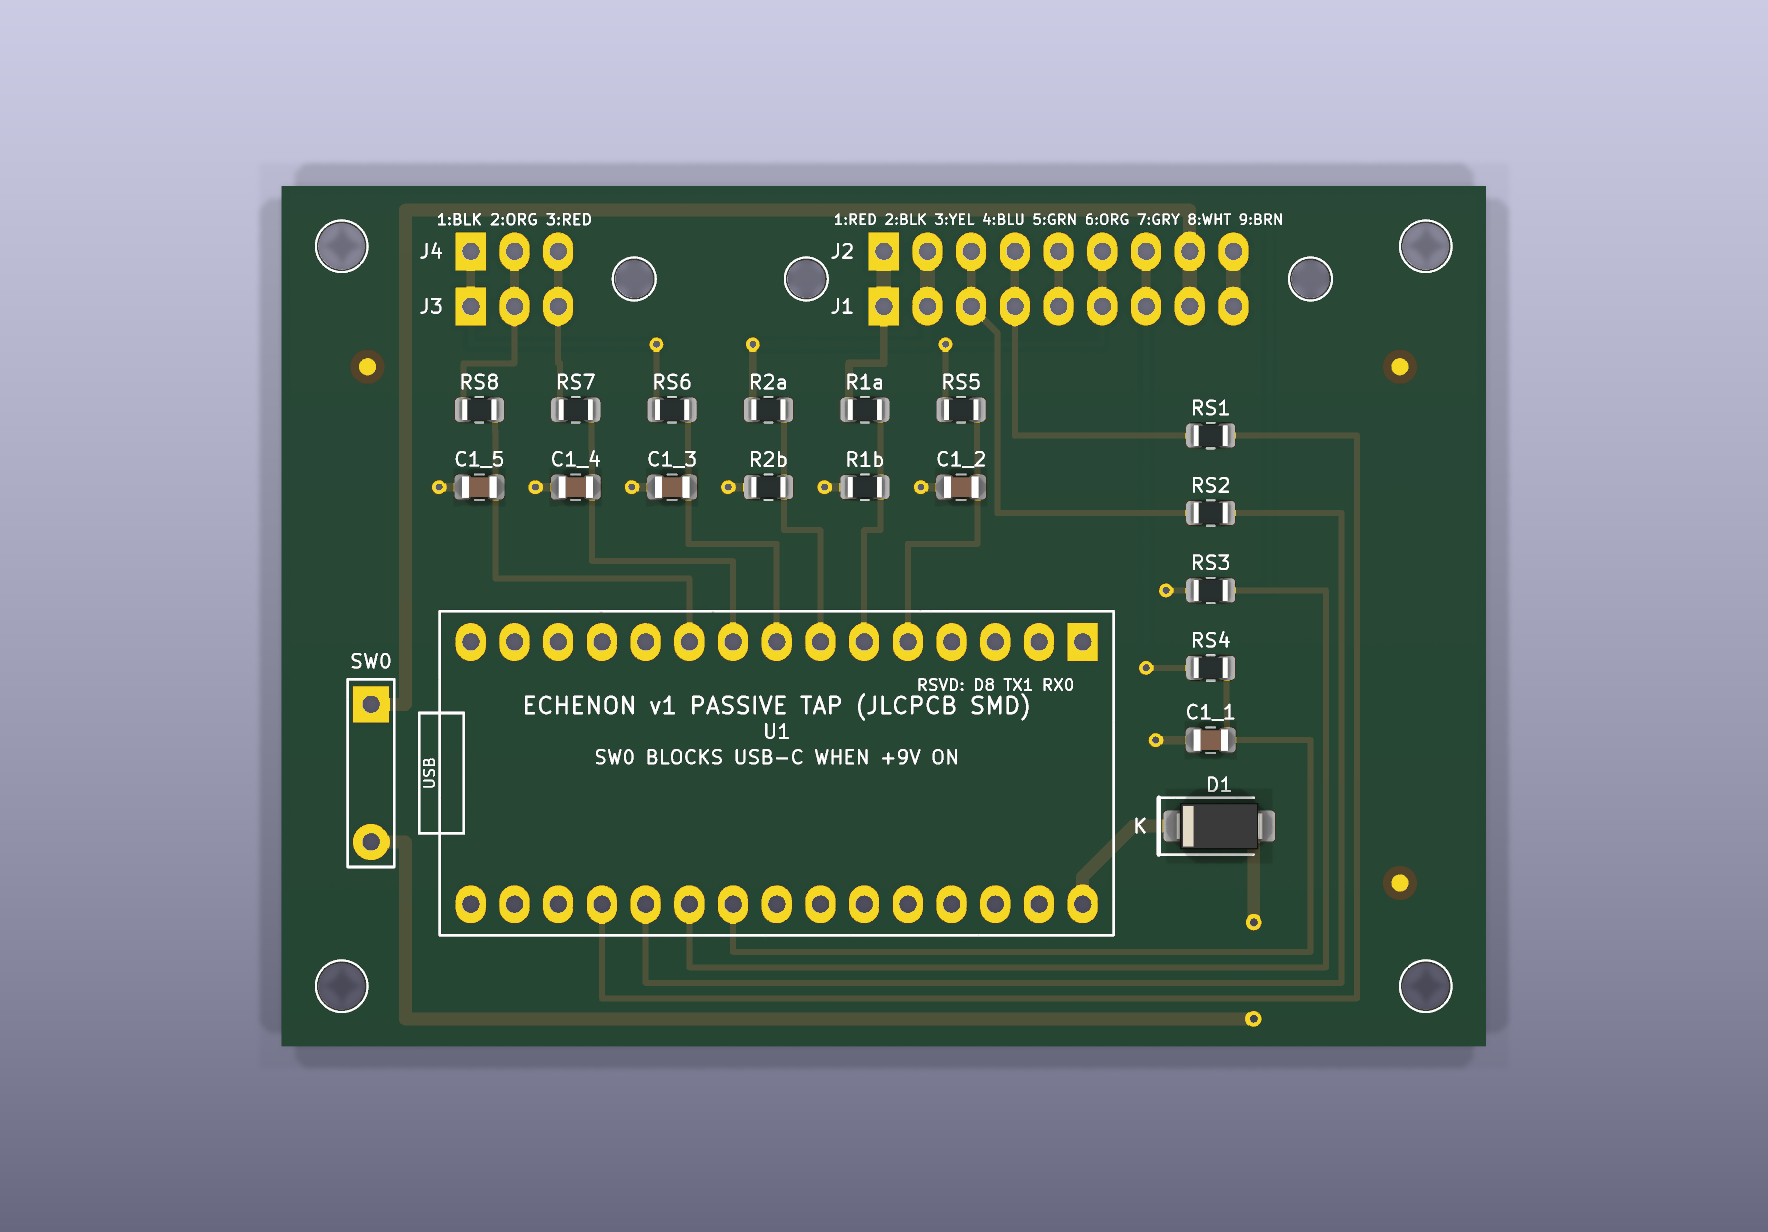 1:BLK 2:ORG 3:RED
1:RED 2:BLK 3:YEL 4:BLU 5:GRN 6:ORG 7:GRY 8:WHT 9:BRN
J4
J2
J3
J1
RS8 RS7 RS6 R2a R1a RS5
RS1
C1_5 C1_4 C1_3 R2b R1b C1_2
RS2
RS3
RS4
SW0
RSVD: D8 TX1 RX0
ECHENON v1 PASSIVE TAP (JLCPCB SMD)
C1_1
U1
SW0 BLOCKS USB-C WHEN +9V ON
USB
D1
K